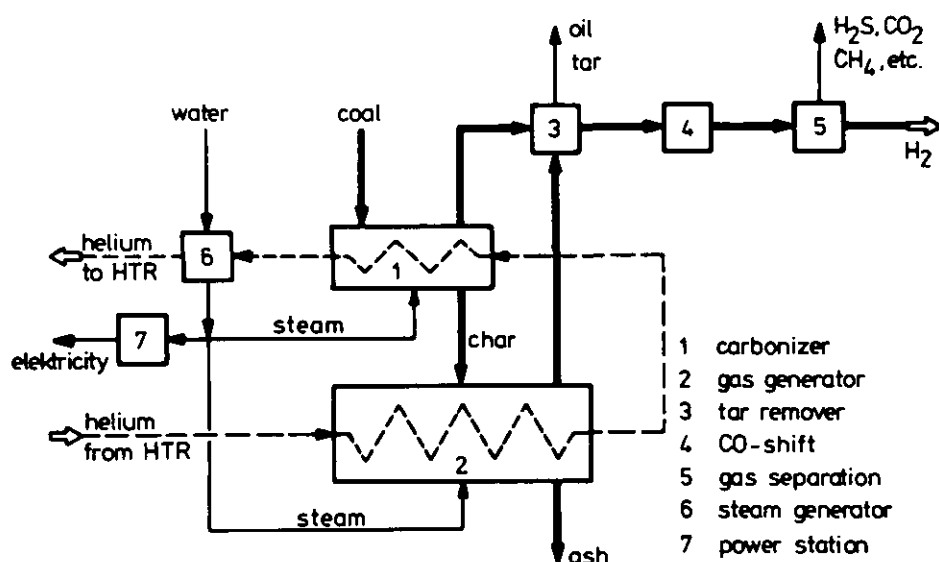 oil
tar
H₂S, CO₂
CH₄, etc.
water
coal
3
4
5
H₂
helium
to HTR
6
1
steam
7
elektricity
char
helium
from HTR
2
steam
ash
1 carbonizer
2 gas generator
3 tar remover
4 CO-shift
5 gas separation
6 steam generator
7 power station